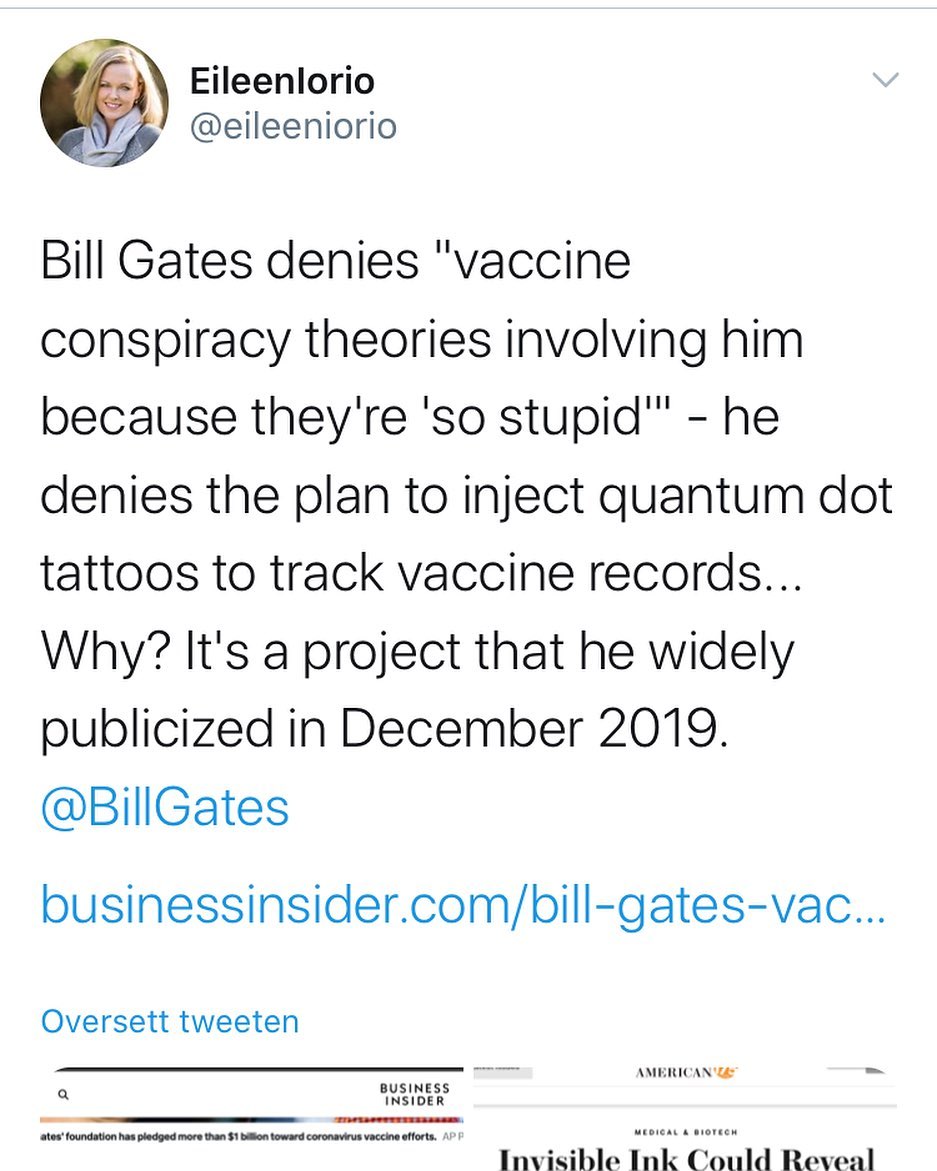 EileenIorio
@eileeniorio
Bill Gates denies "vaccine
conspiracy theories involving him
because they're 'so stupid'" - he
denies the plan to inject quantum dot
tattoos to track vaccine records...
Why? It's a project that he widely
publicized in December 2019.
@BillGates
businessinsider.com/bill-gates-vac...
Oversett tweeten
BUSINESS
INSIDER
ates' foundation has pledged more than $1 billion toward coronavirus vaccine efforts. AP P
AMERICAN 175
MEDICAL & BIOTECH
Invisible Ink Could Reveal